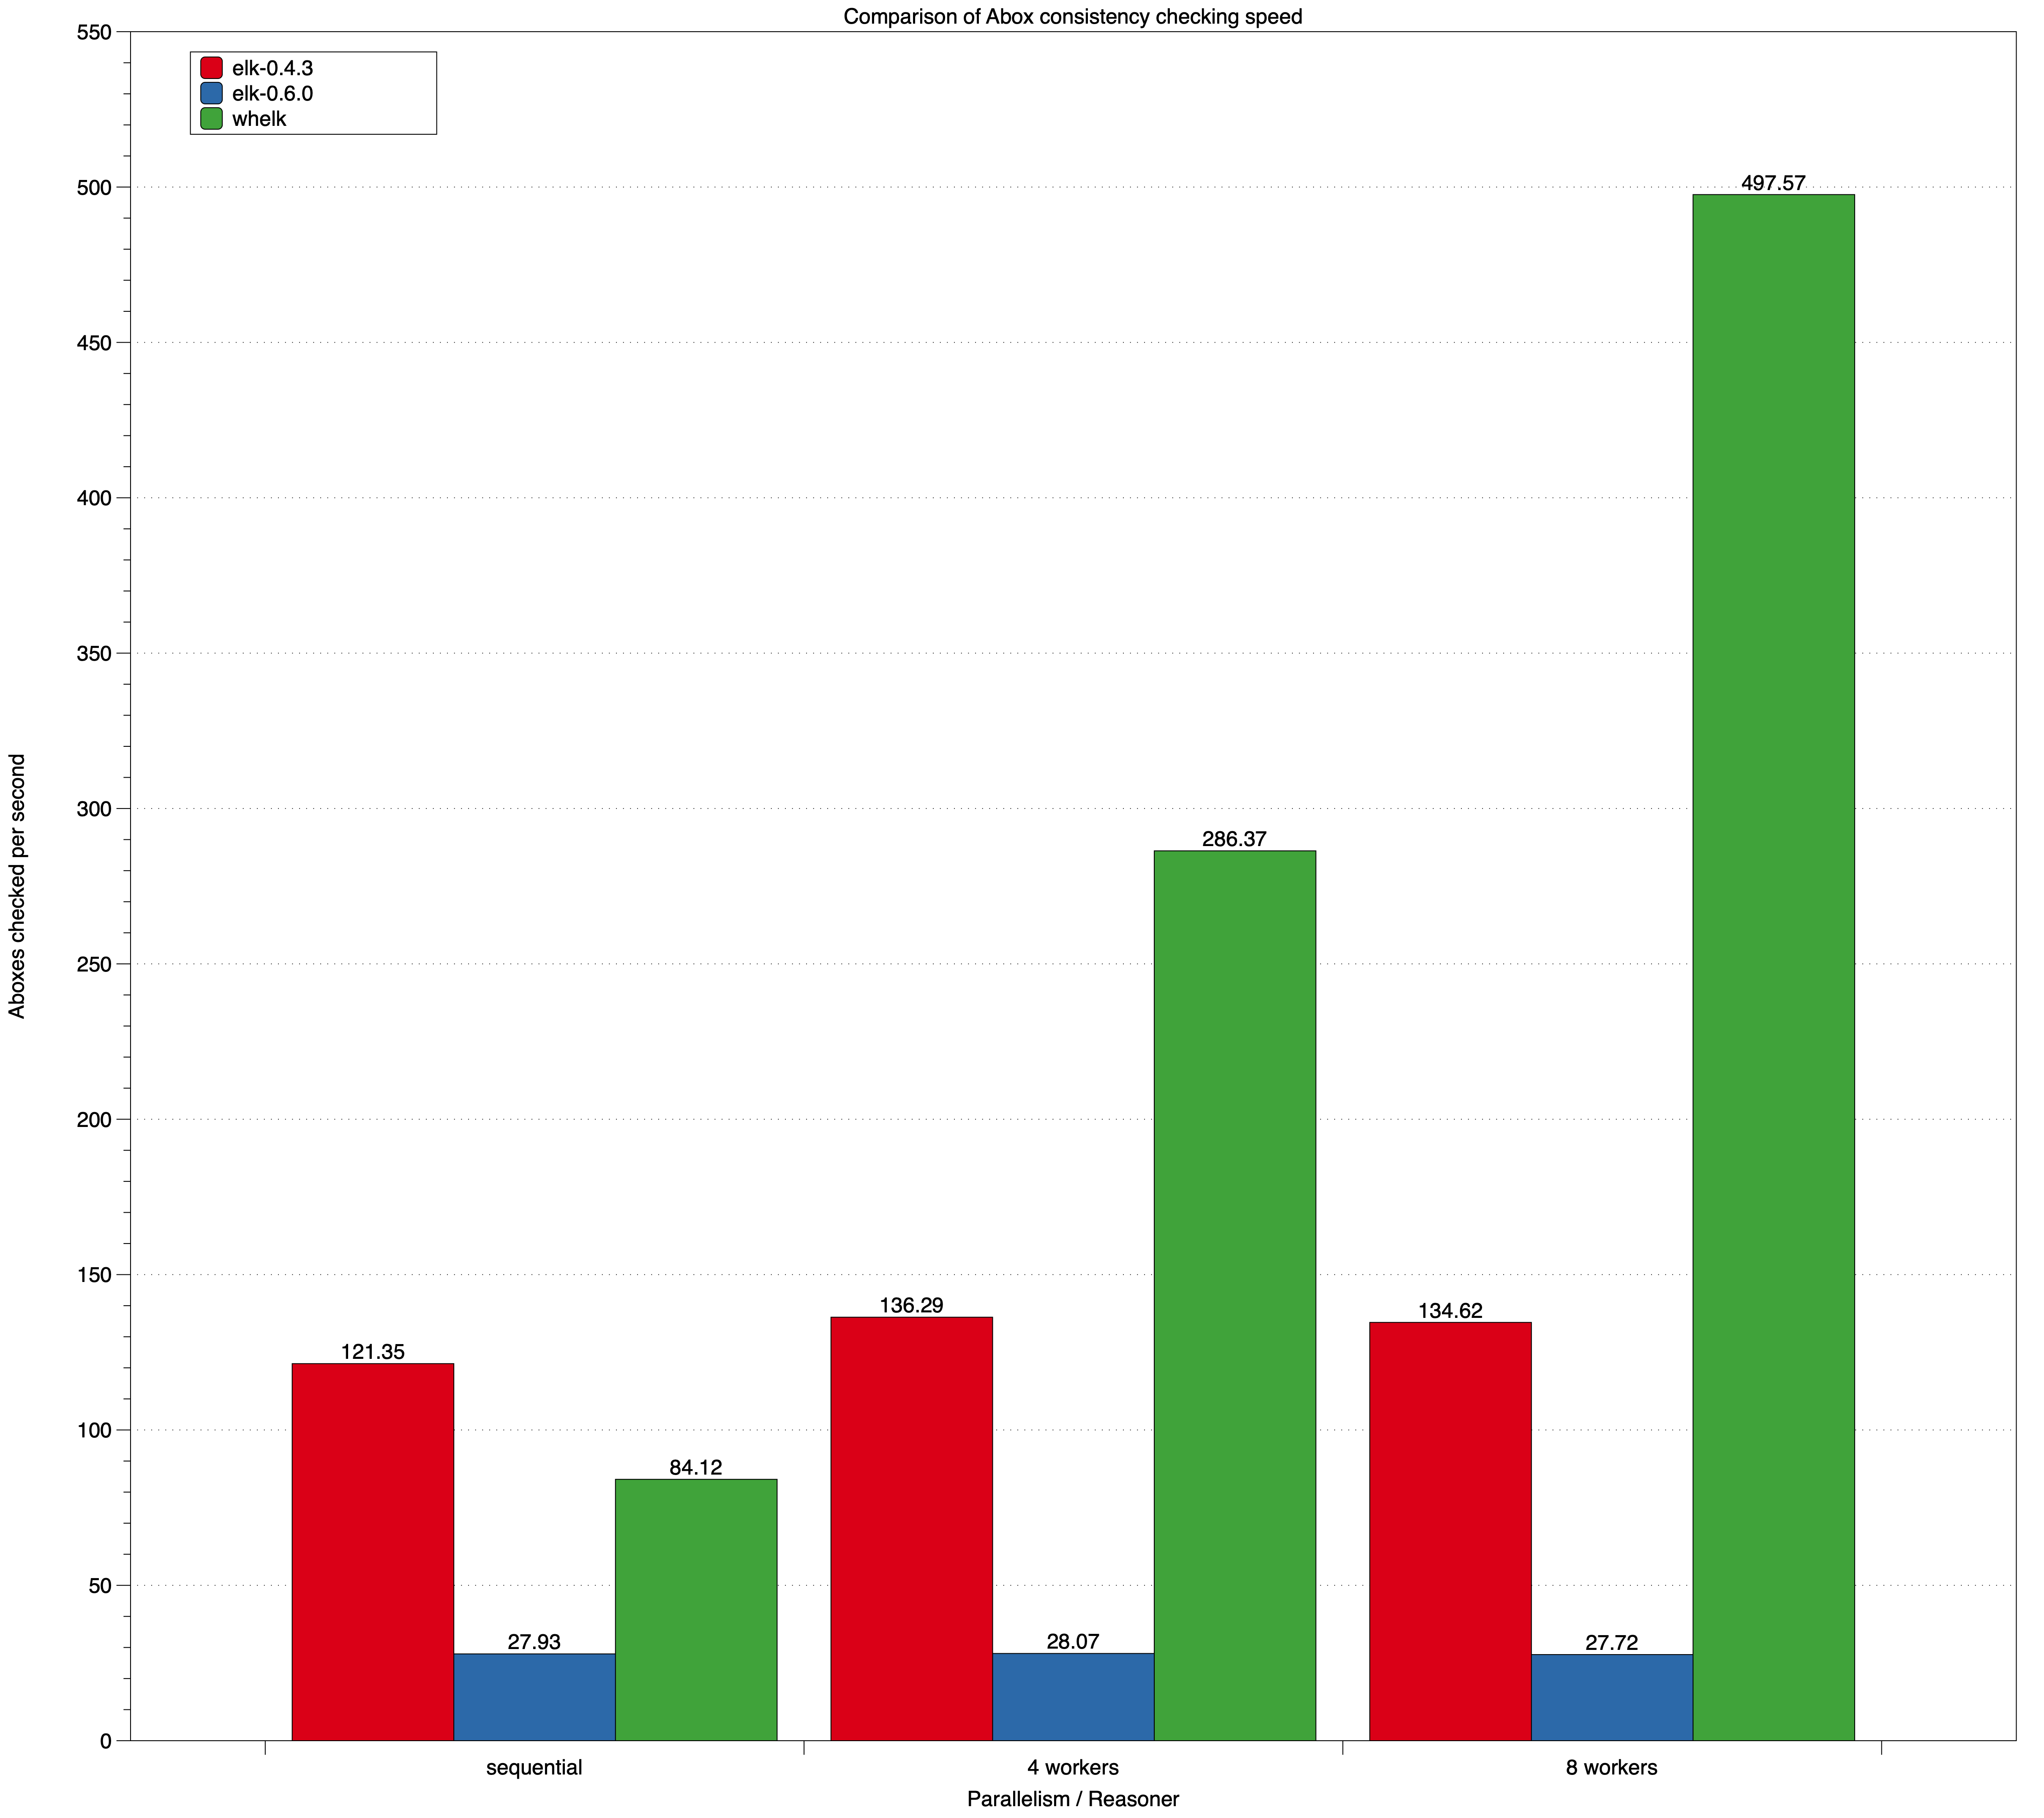 Comparison of Abox consistency checking speed
550
500
450
400
350
300
250
200
150
100
50
0
Aboxes checked per second
elk-0.4.3
elk-0.6.0
whelk
121.35
27.93
84.12
136.29
28.07
286.37
134.62
27.72
497.57
sequential
4 workers
8 workers
Parallelism / Reasoner